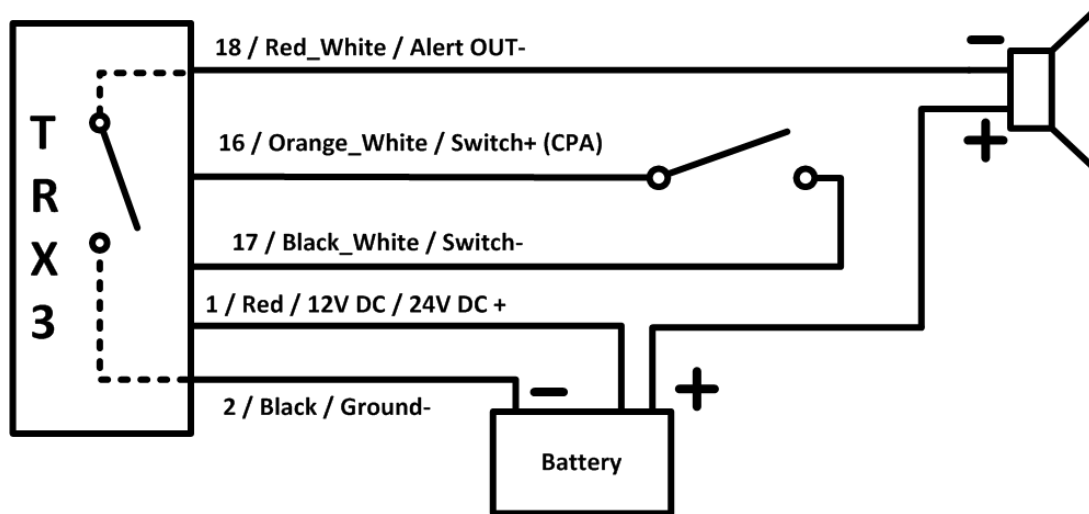 18 / Red_White / Alert OUT-
–
+
T
R
X
3
16 / Orange_White / Switch+ (CPA)
17 / Black_White / Switch-
1 / Red / 12V DC / 24V DC +
2 / Black / Ground-
–
+
Battery